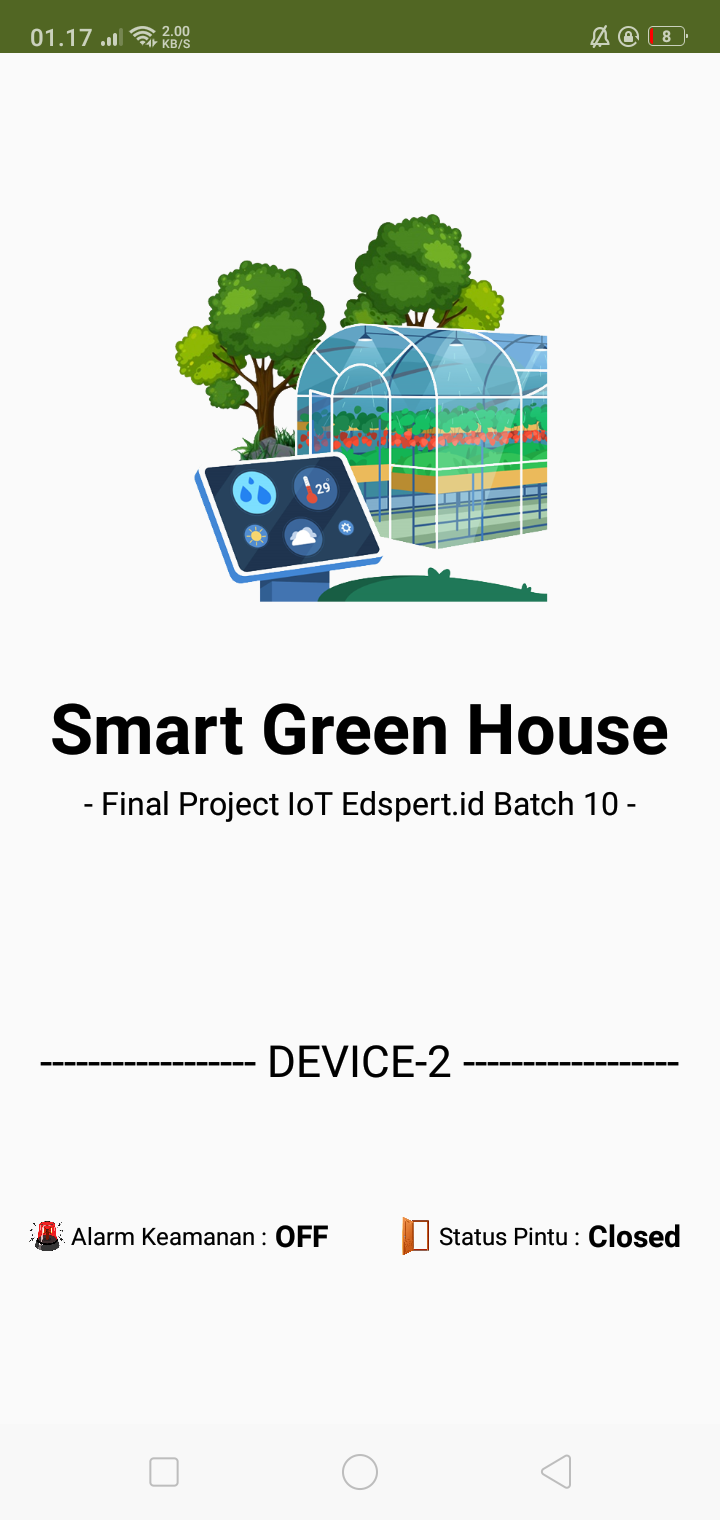 01.17 2.00 KB/S 8
29
Smart Green House
- Final Project IoT Edspert.id Batch 10 -
------------------ DEVICE-2 ------------------
Alarm Keamanan : OFF Status Pintu : Closed